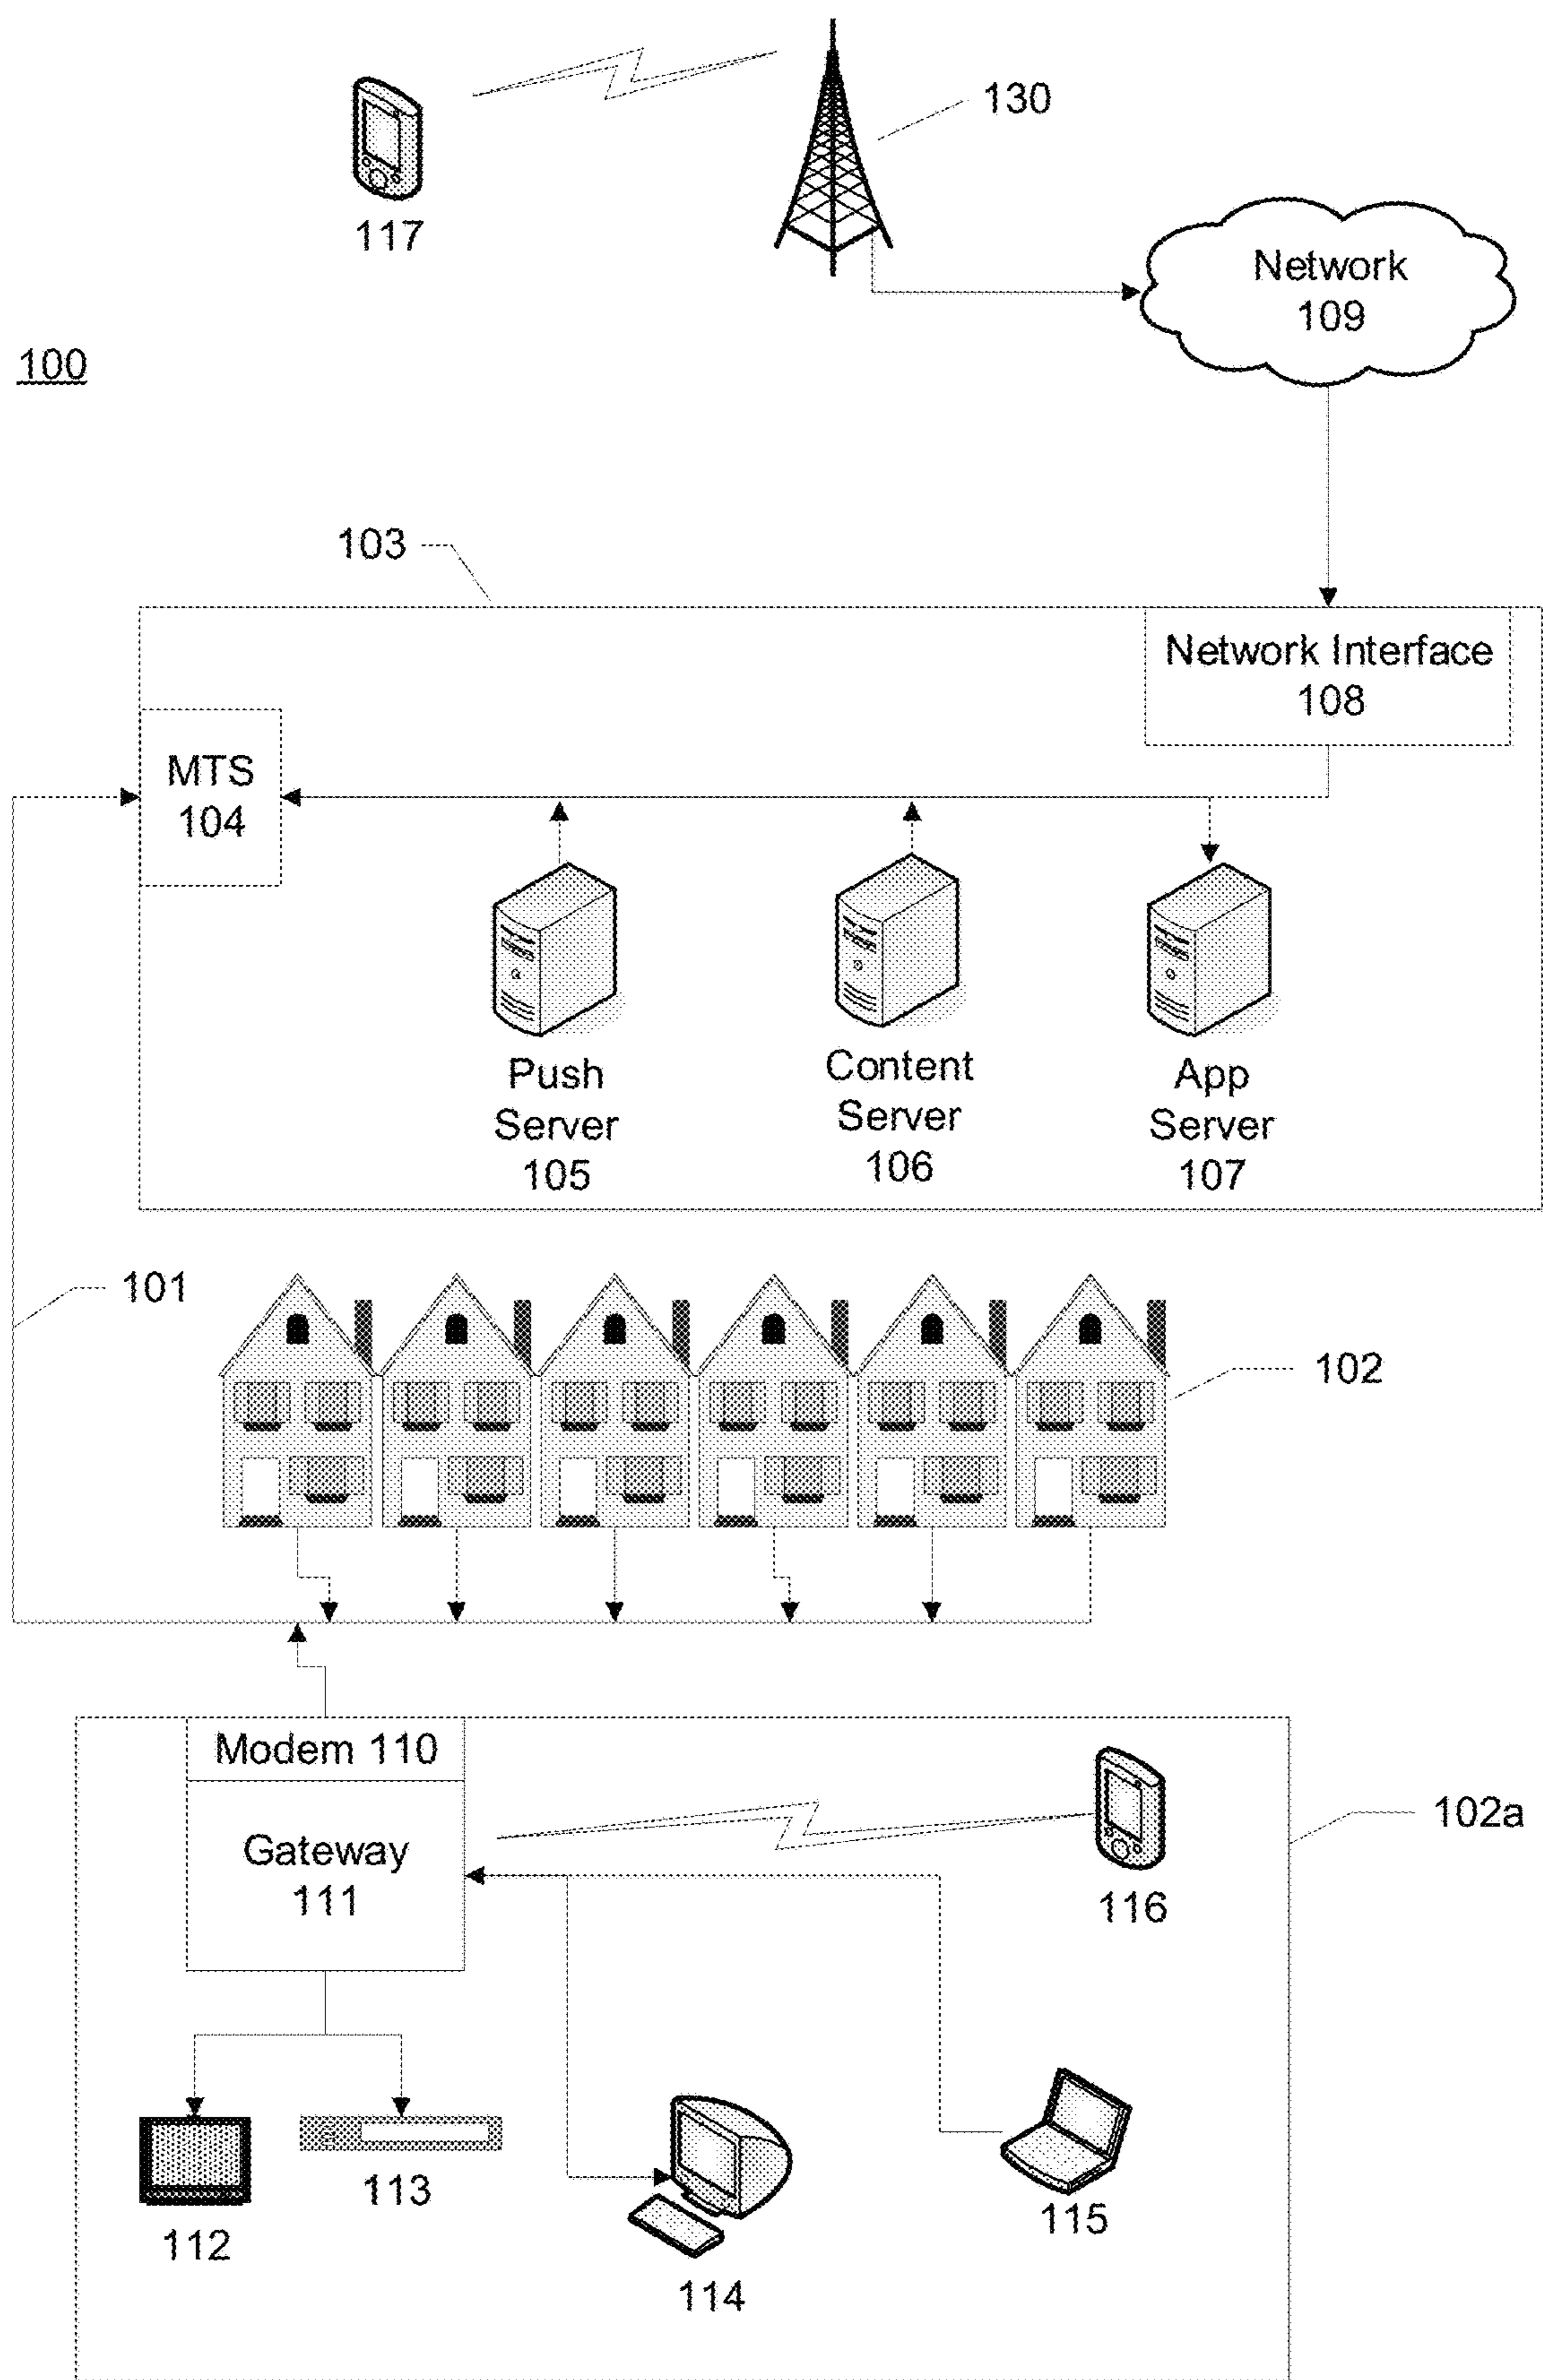 130
117
Network
109
100
103
Network Interface
108
MTS
104
Push
Server
105
Content
Server
106
App
Server
107
101
102
Modem 110
Gateway
111
102a
116
112
113
114
115